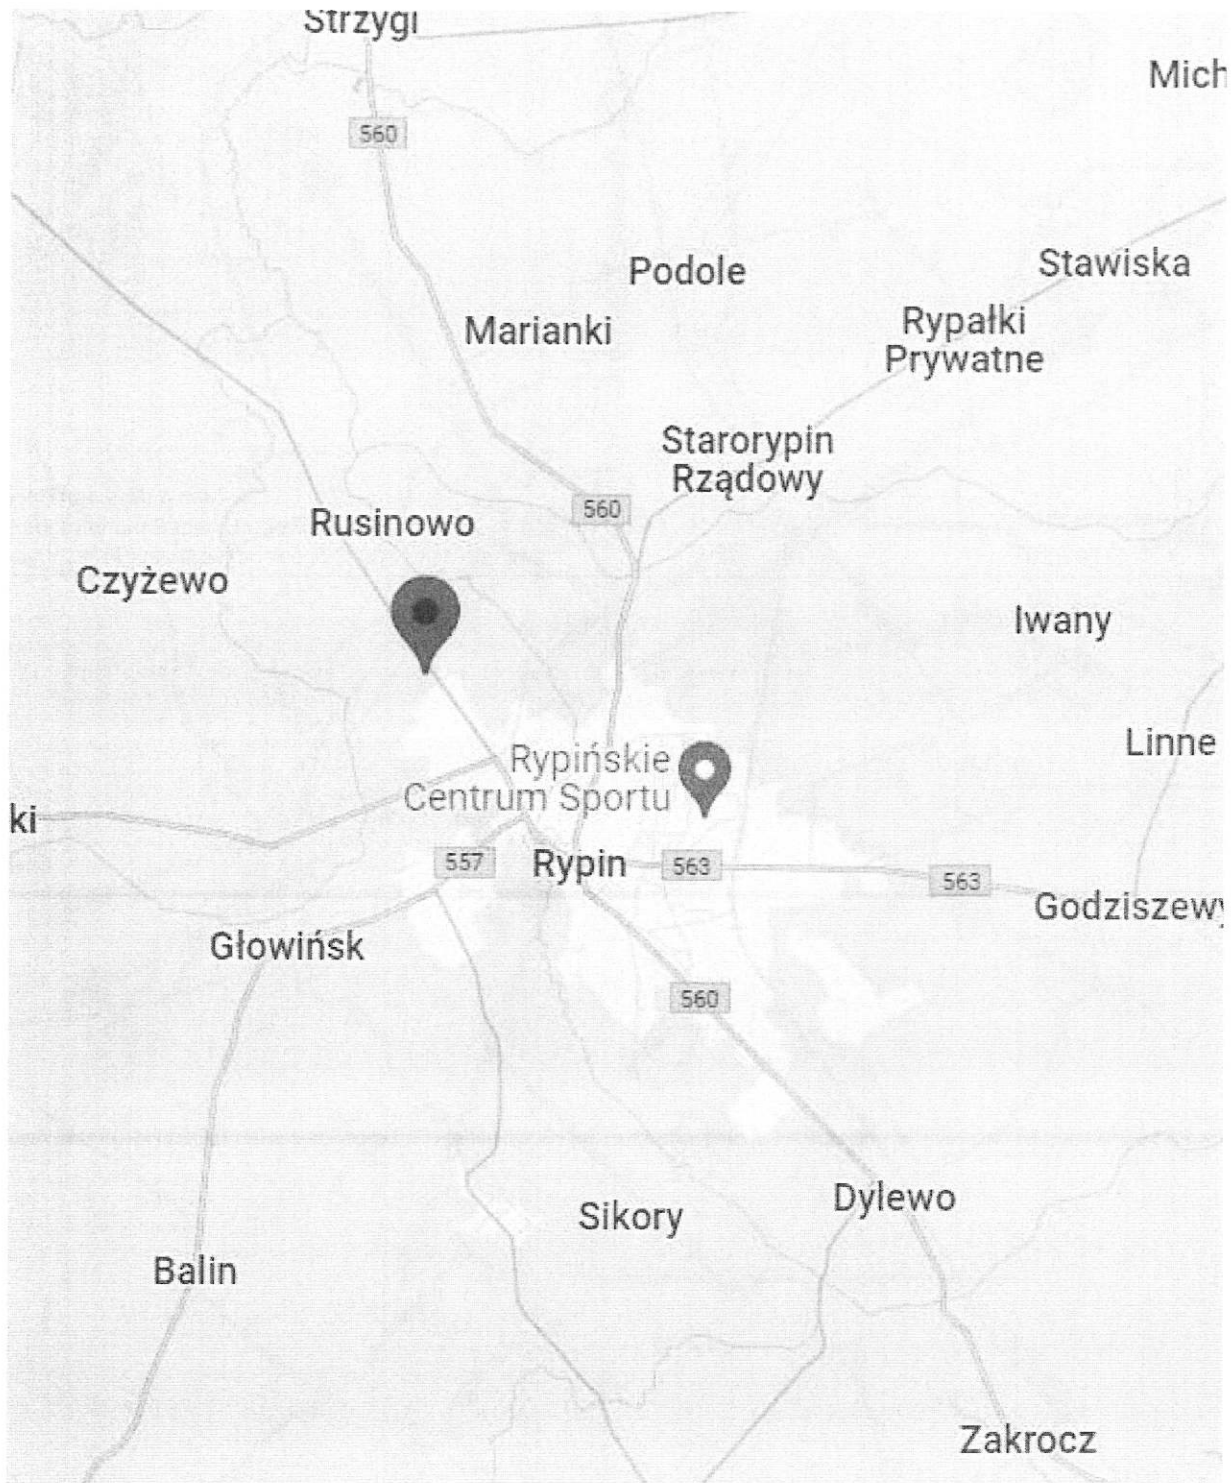 Strzygi
Mich
560
Podole
Stawiska
Marianki
Rypałki
Prywatne
Starorypin
Rządowy
560
Rusinowo
Czyżewo
Iwany
Linne
Rypińskie
Centrum Sportu
ki
557
Rypin
563
563
Godziszewy
Głowińsk
560
Sikory
Dylewo
Balin
Zakrocz